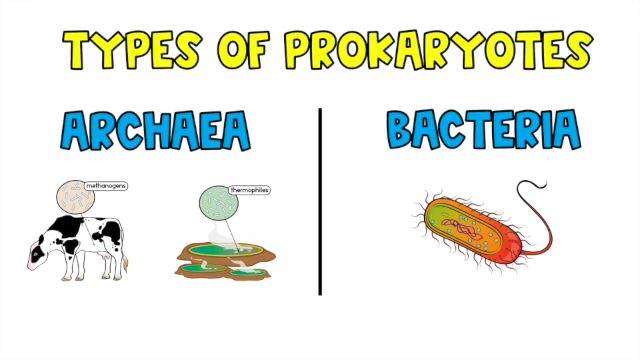 TYPES OF PROKARYOTES
ARCHAEA
BACTERIA
methanogens
thermophiles